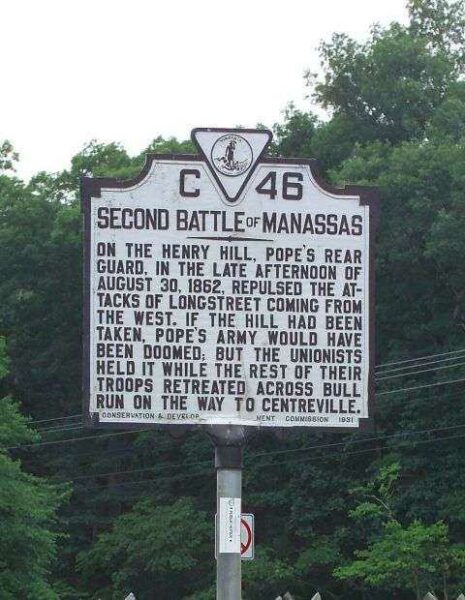 C 46
SECOND BATTLE OF MANASSAS
ON THE HENRY HILL, POPE'S REAR
GUARD, IN THE LATE AFTERNOON OF
AUGUST 30, 1862, REPULSED THE AT-
TACKS OF LONGSTREET COMING FROM
THE WEST. IF THE HILL HAD BEEN
TAKEN, POPE'S ARMY WOULD HAVE
BEEN DOOMED; BUT THE UNIONISTS
HELD IT WHILE THE REST OF THEIR
TROOPS RETREATED ACROSS BULL
RUN ON THE WAY TO CENTREVILLE.
CONSERVATION & DEVELOP MENT COMMISSION 1931